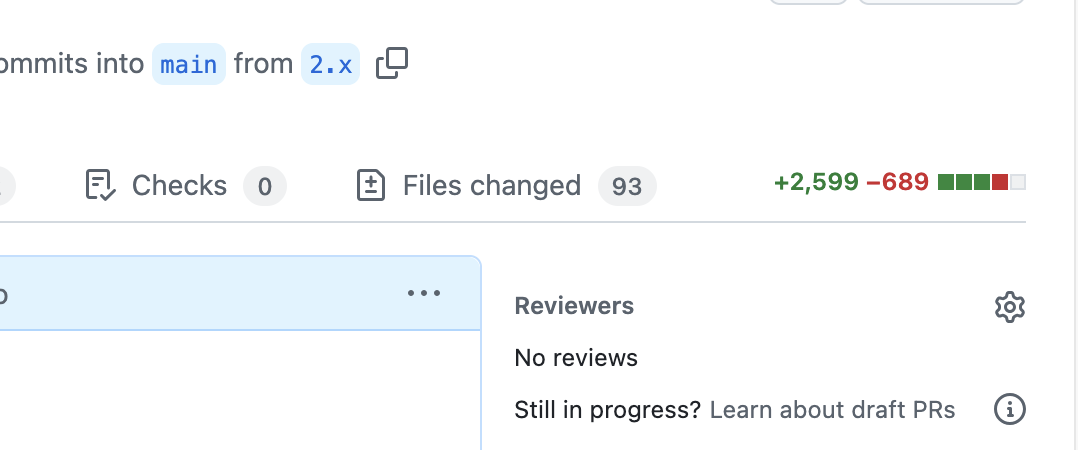 into main from 2.x
Checks 0 Files changed 93 +2,599 −689
Reviewers
No reviews
Still in progress? Learn about draft PRs